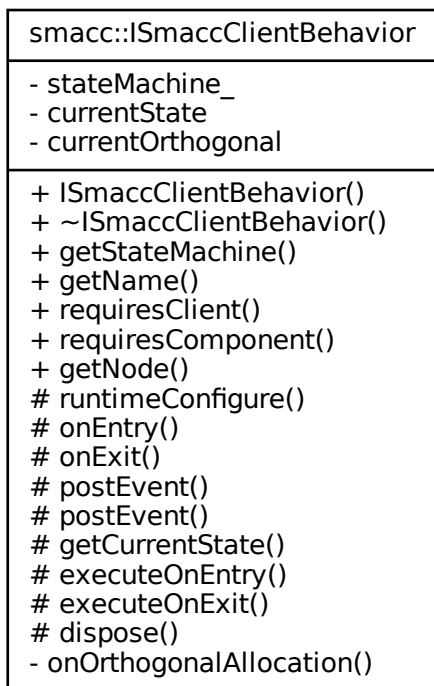 smacc::ISmaccClientBehavior
- stateMachine_
- currentState
- currentOrthogonal
+ ISmaccClientBehavior()
+ ~ISmaccClientBehavior()
+ getStateMachine()
+ getName()
+ requiresClient()
+ requiresComponent()
+ getNode()
# runtimeConfigure()
# onEntry()
# onExit()
# postEvent()
# postEvent()
# getCurrentState()
# executeOnEntry()
# executeOnExit()
# dispose()
- onOrthogonalAllocation()